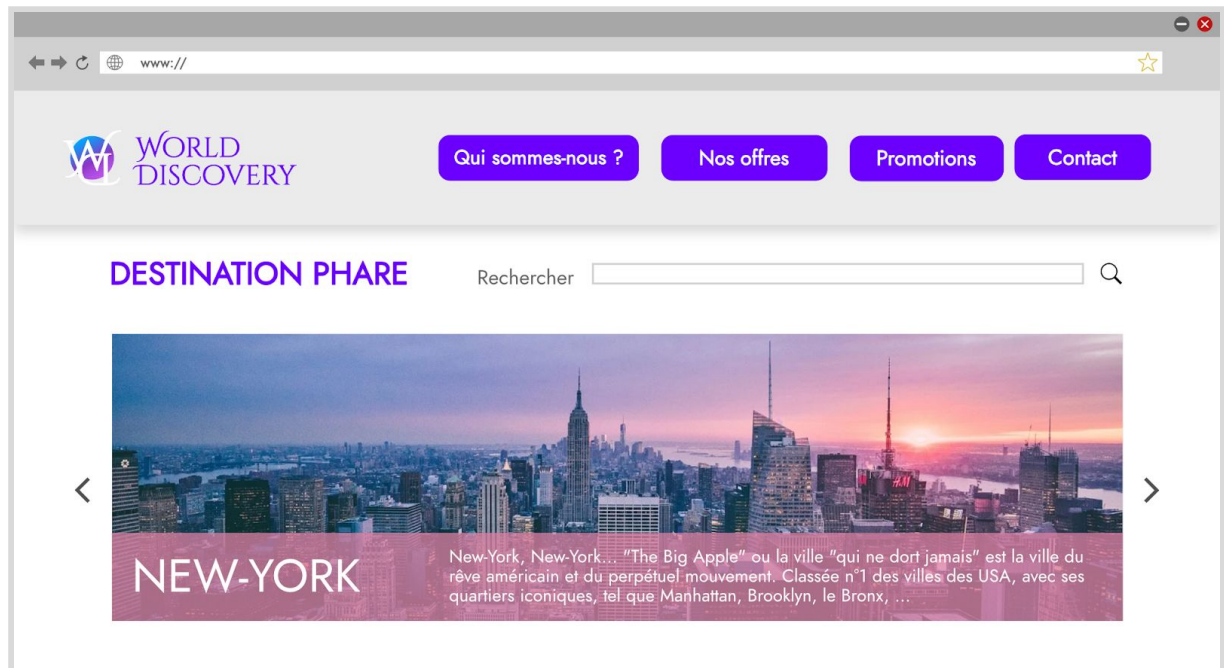 www://
WORLD
DISCOVERY
Qui sommes-nous ?
Nos offres
Promotions
Contact
DESTINATION PHARE
Rechercher
H&M
NEW-YORK
New-York, New-York... "The Big Apple" ou la ville "qui ne dort jamais" est la ville du
rêve américain et du perpétuel mouvement. Classée n°1 des villes des USA, avec ses
quartiers iconiques, tel que Manhattan, Brooklyn, le Bronx, ...